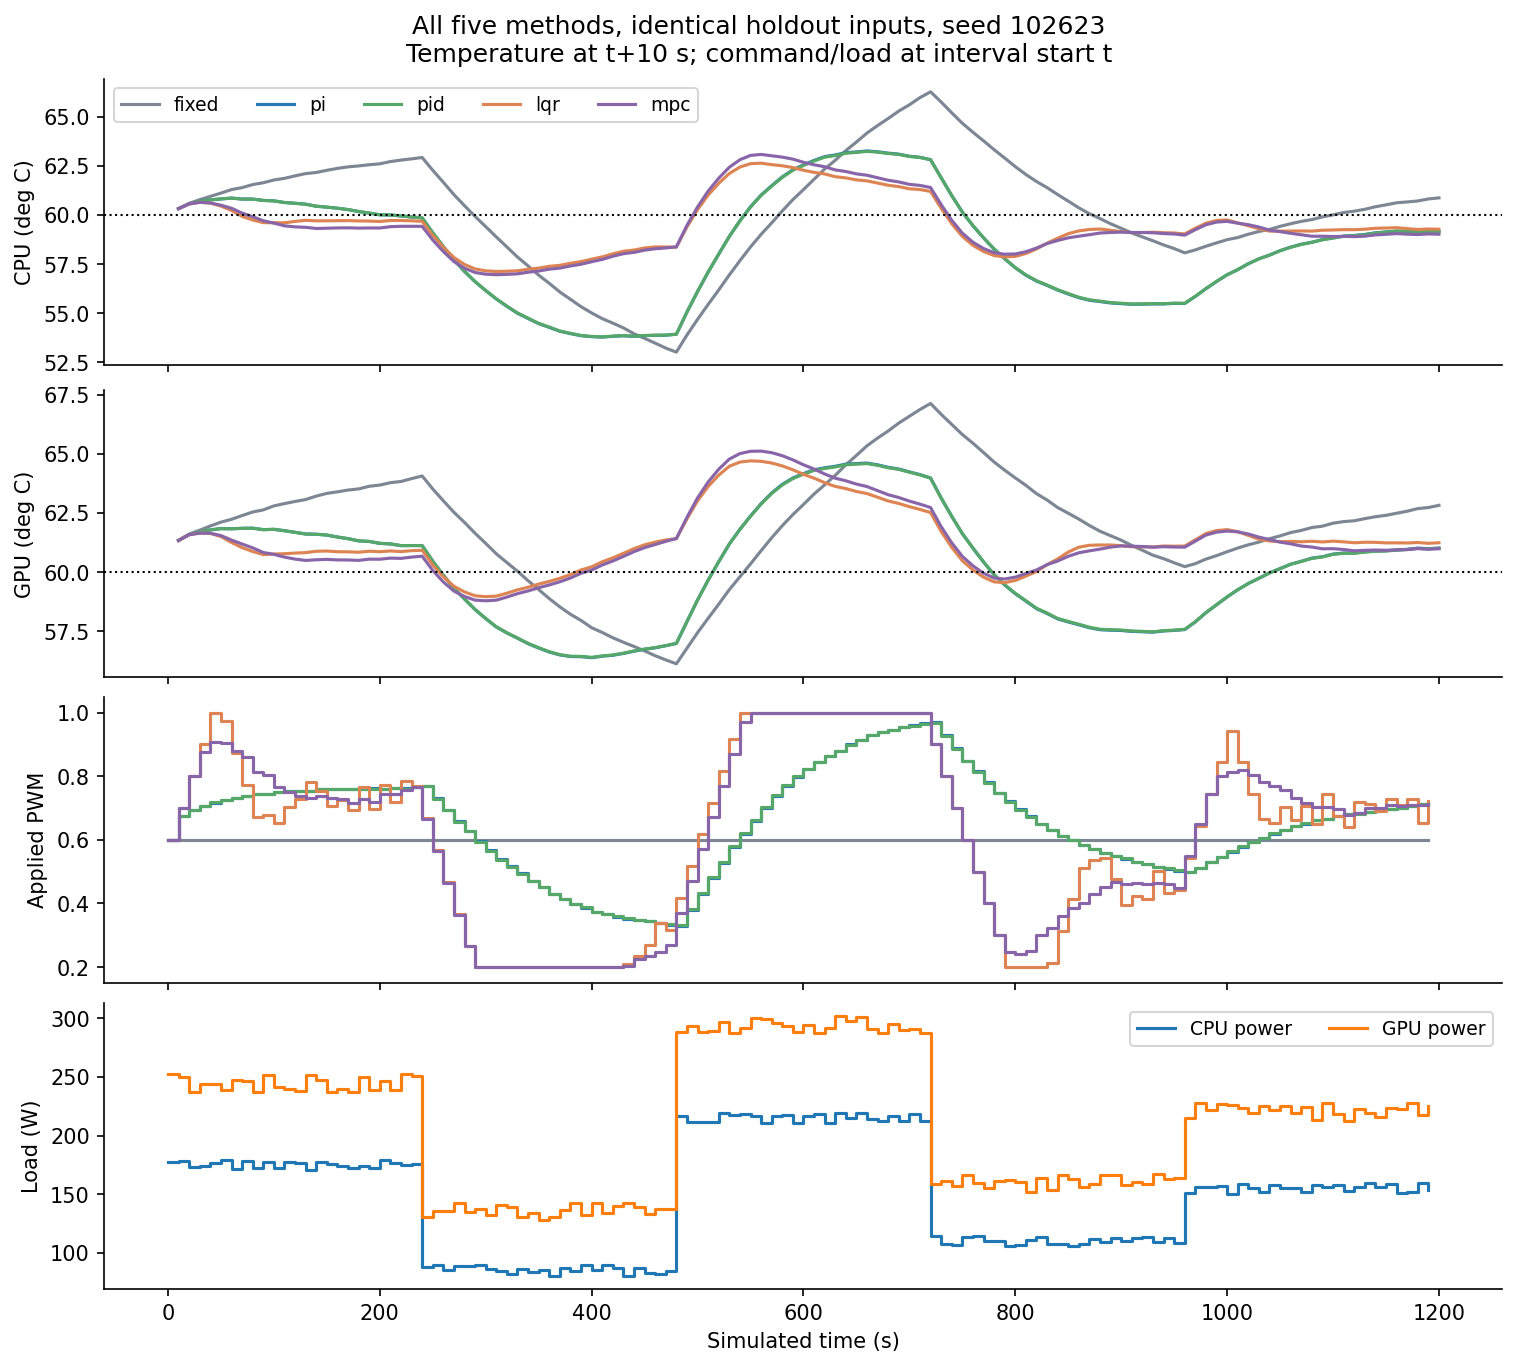 All five methods, identical holdout inputs, seed 102623
Temperature at t+10 s; command/load at interval start t
fixed pi pid lqr mpc
CPU (deg C)
65.0
62.5
60.0
57.5
55.0
52.5
GPU (deg C)
67.5
65.0
62.5
60.0
57.5
Applied PWM
1.0
0.8
0.6
0.4
0.2
CPU power GPU power
Load (W)
300
250
200
150
100
0 200 400 600 800 1000 1200
Simulated time (s)